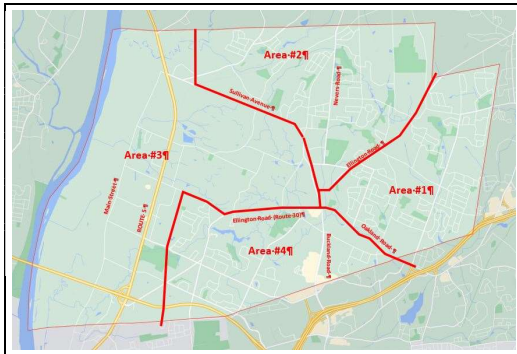 Area #2¶
Sullivan Avenue ¶
Nevers Road ¶
Ellington Road ¶
Area #3¶
Main Street ¶
ROUTE 5 ¶
Area #1¶
Ellington Road (Route 30)¶
Area #4¶
Buckland Road ¶
Oakland Road ¶